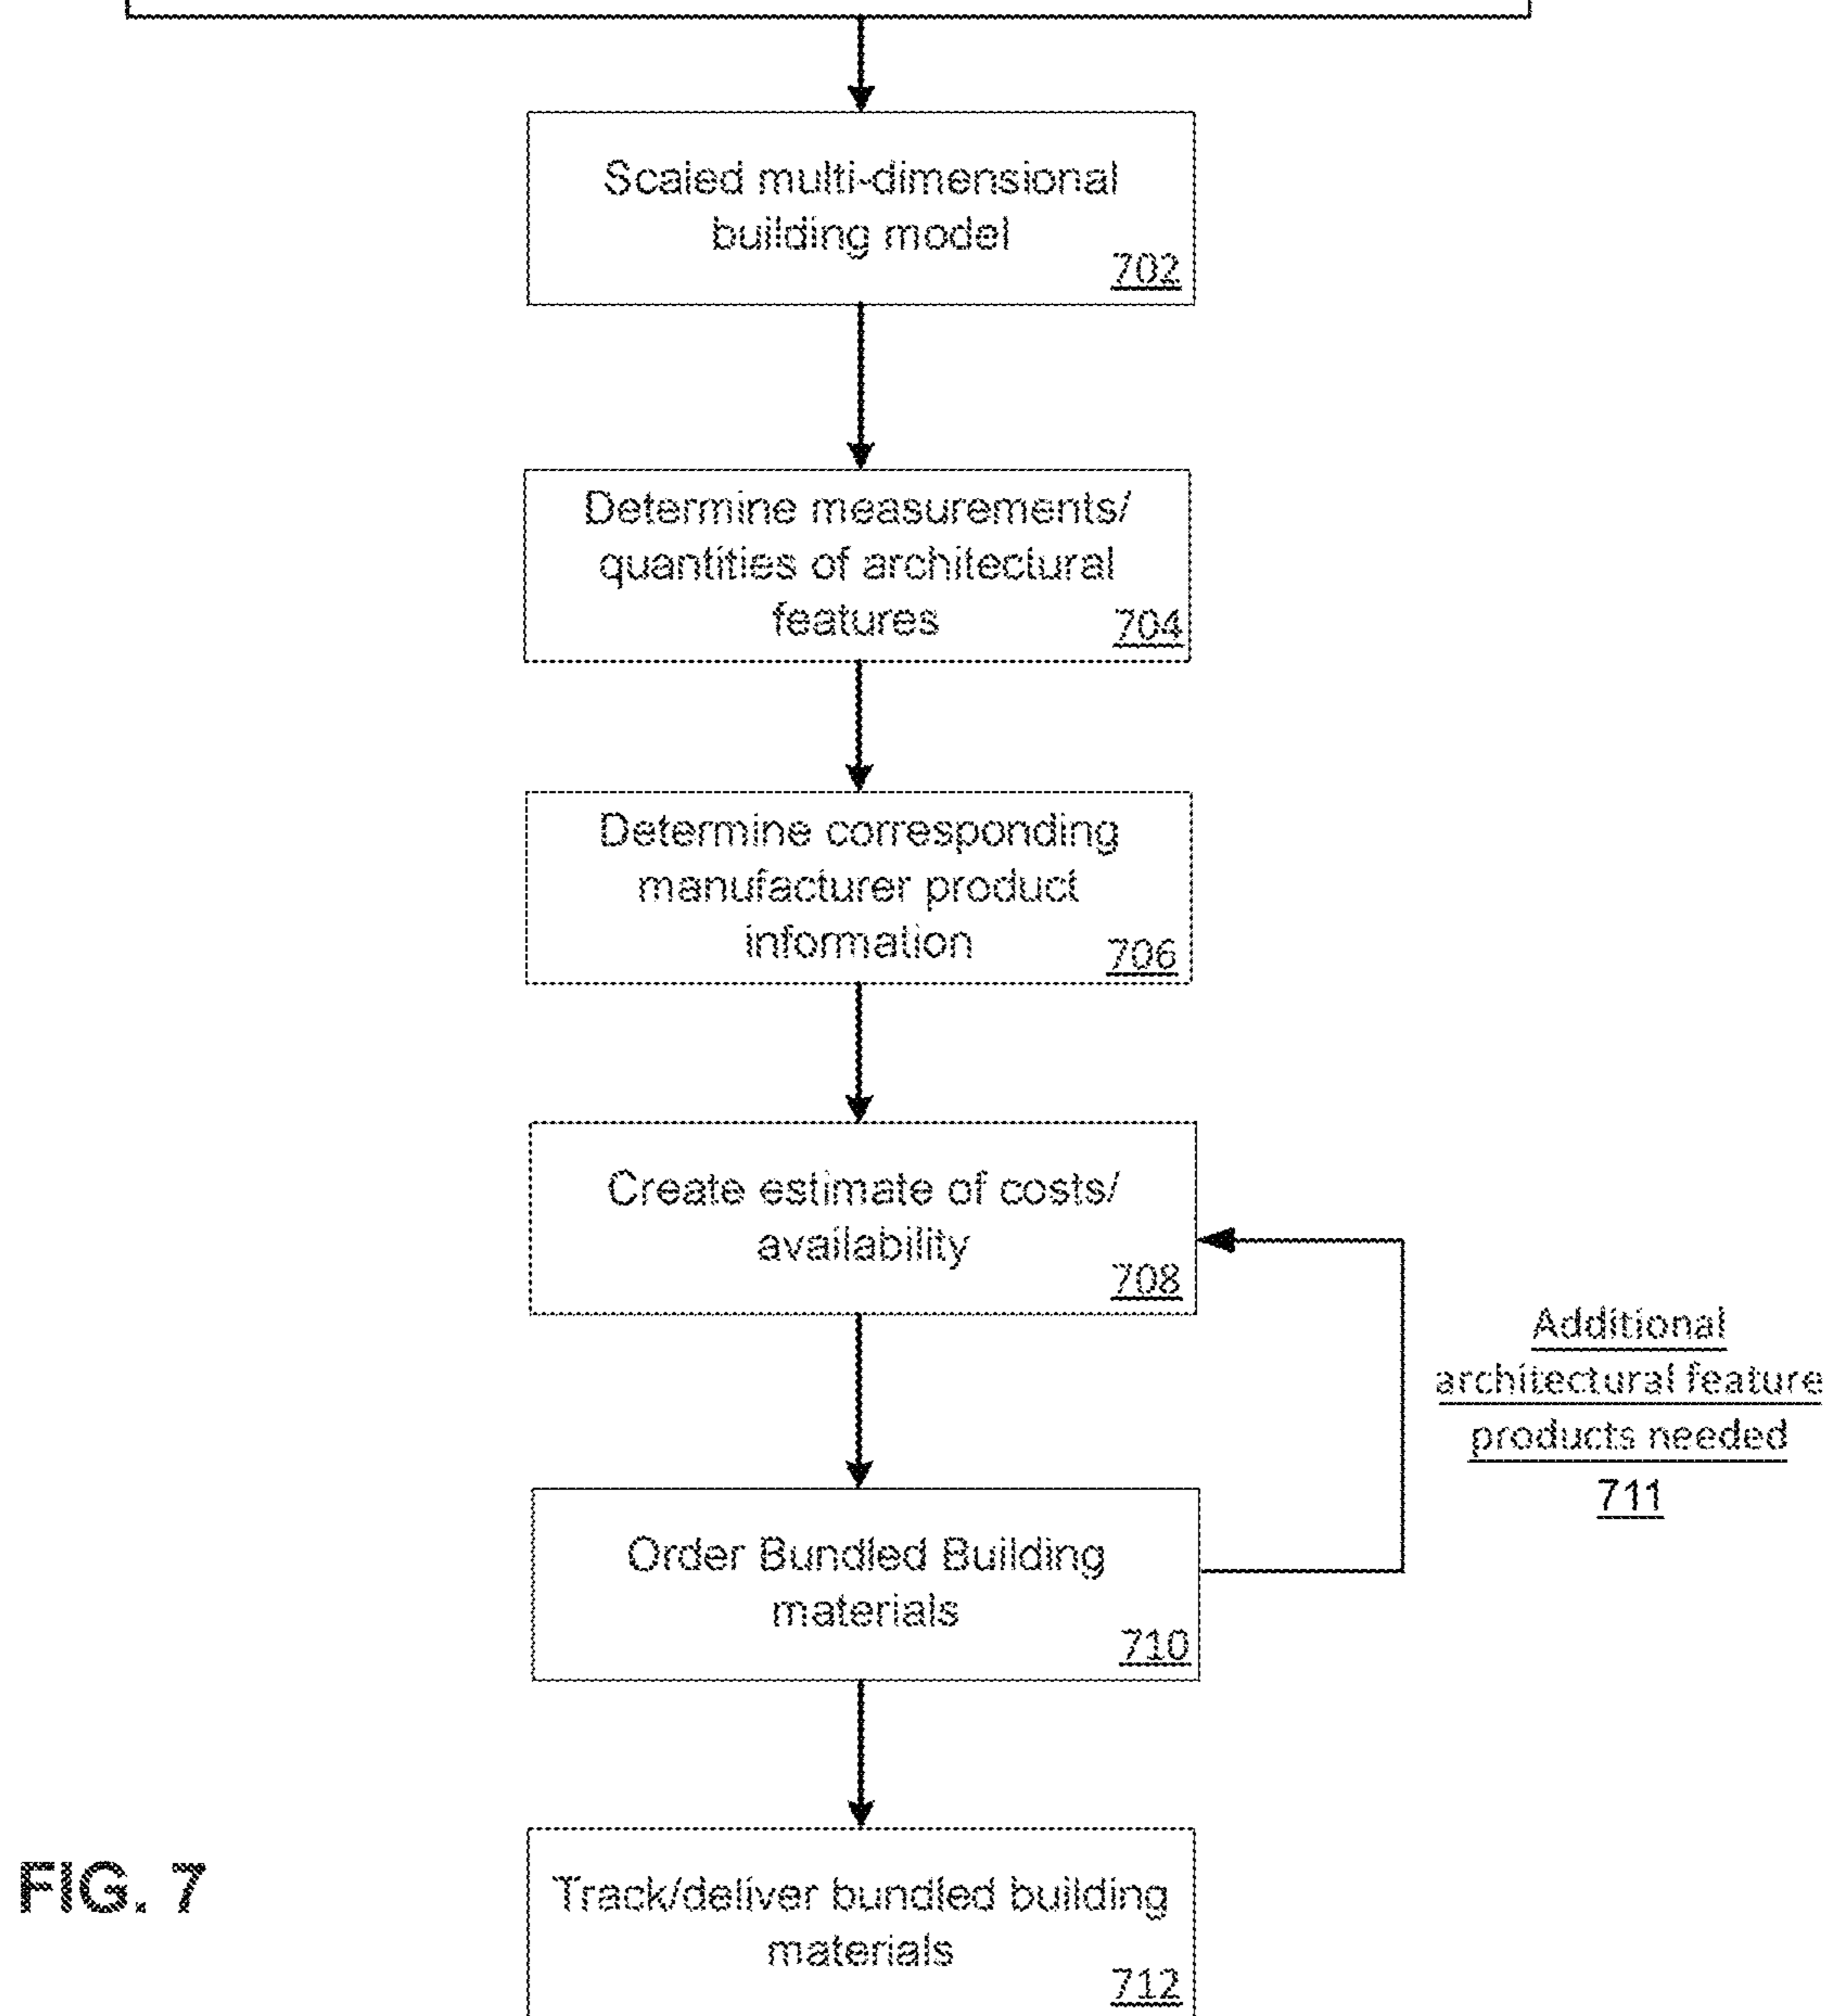 Scaled multi-dimensional
building model
702
Determine measurements/
quantities of architectural
features
704
Determine corresponding
manufacturer product
information
706
Create estimate of costs/
availability
708
Additional
architectural feature
products needed
711
Order Bundled Building
materials
710
Track/deliver bundled building
materials
712
FIG. 7